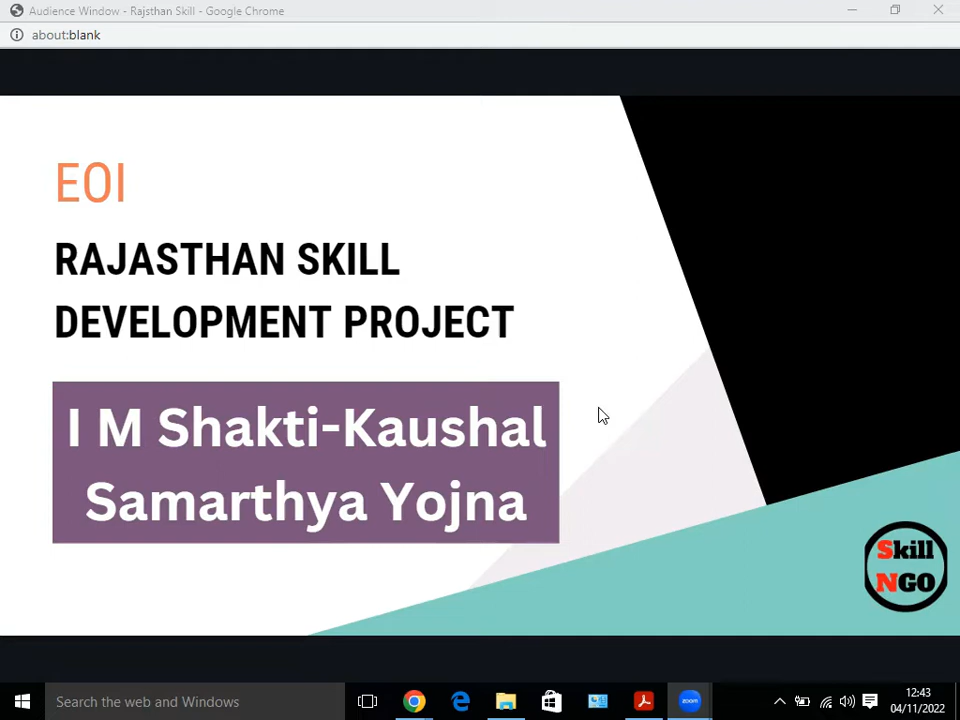 Audience Window - Rajsthan Skill - Google Chrome
about:blank
EOI
RAJASTHAN SKILL
DEVELOPMENT PROJECT
I M Shakti-Kaushal
Samarthya Yojna
Skill
NGO
Search the web and Windows
zoom
12:43
04/11/2022